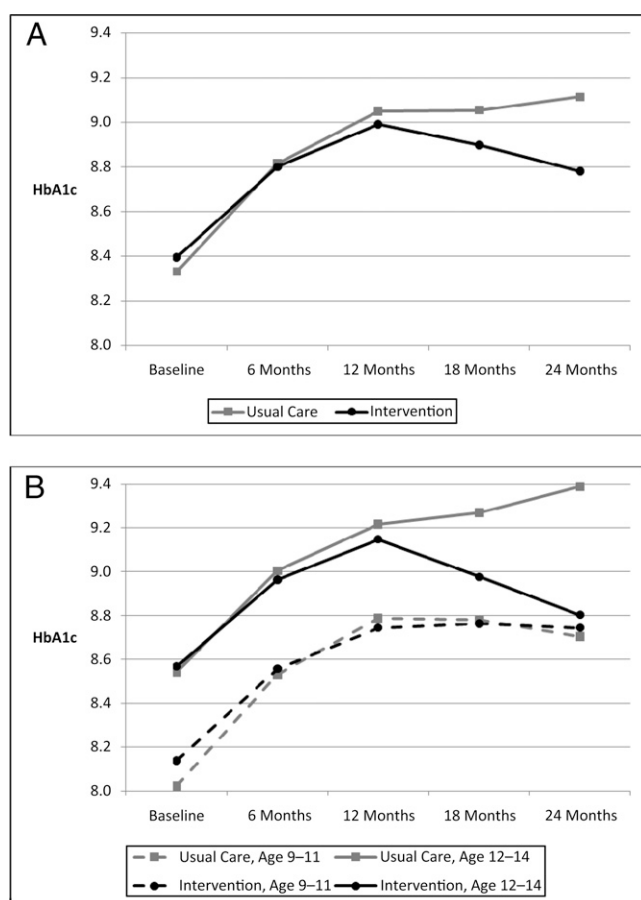 A
9.4
9.2
9.0
8.8
HbA1c
8.6
8.4
8.2
8.0
Baseline 6 Months 12 Months 18 Months 24 Months
Usual Care Intervention
B
9.4
9.2
9.0
8.8
HbA1c
8.6
8.4
8.2
8.0
Baseline 6 Months 12 Months 18 Months 24 Months
Usual Care, Age 9–11 Usual Care, Age 12–14
Intervention, Age 9–11 Intervention, Age 12–14